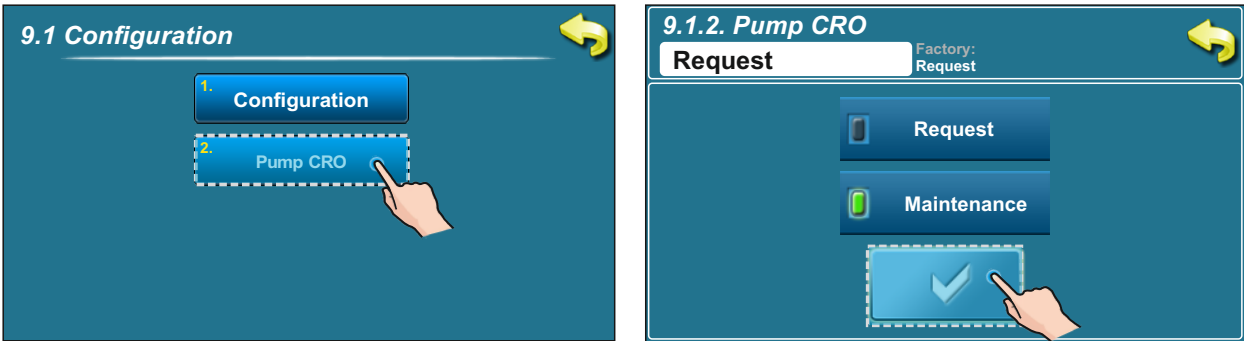 9.1 Configuration
1.
Configuration
2.
Pump CRO
9.1.2. Pump CRO
Request
Factory:
Request
Request
Maintenance